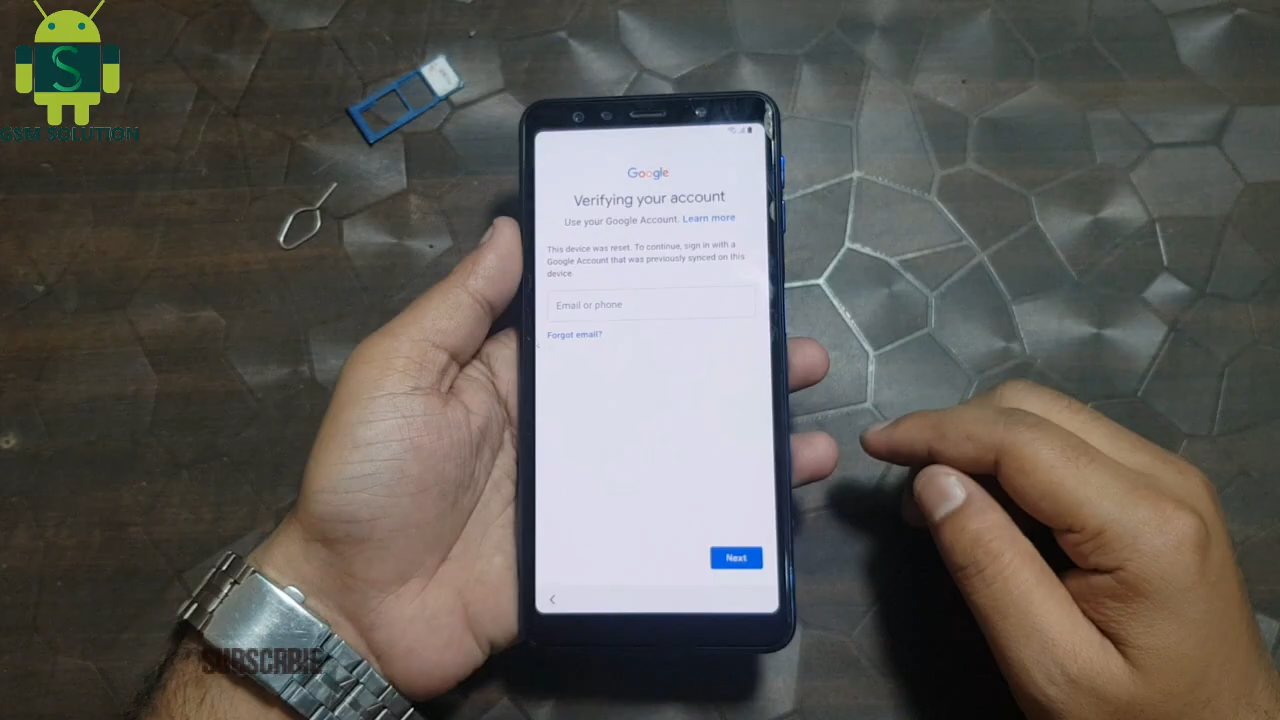 S
GSM SOLUTION
Google
Verifying your account
Use your Google Account. Learn more
This device was reset. To continue, sign in with a
Google Account that was previously synced on this
device.
Email or phone
Forgot email?
Next
SUBSCRBIE